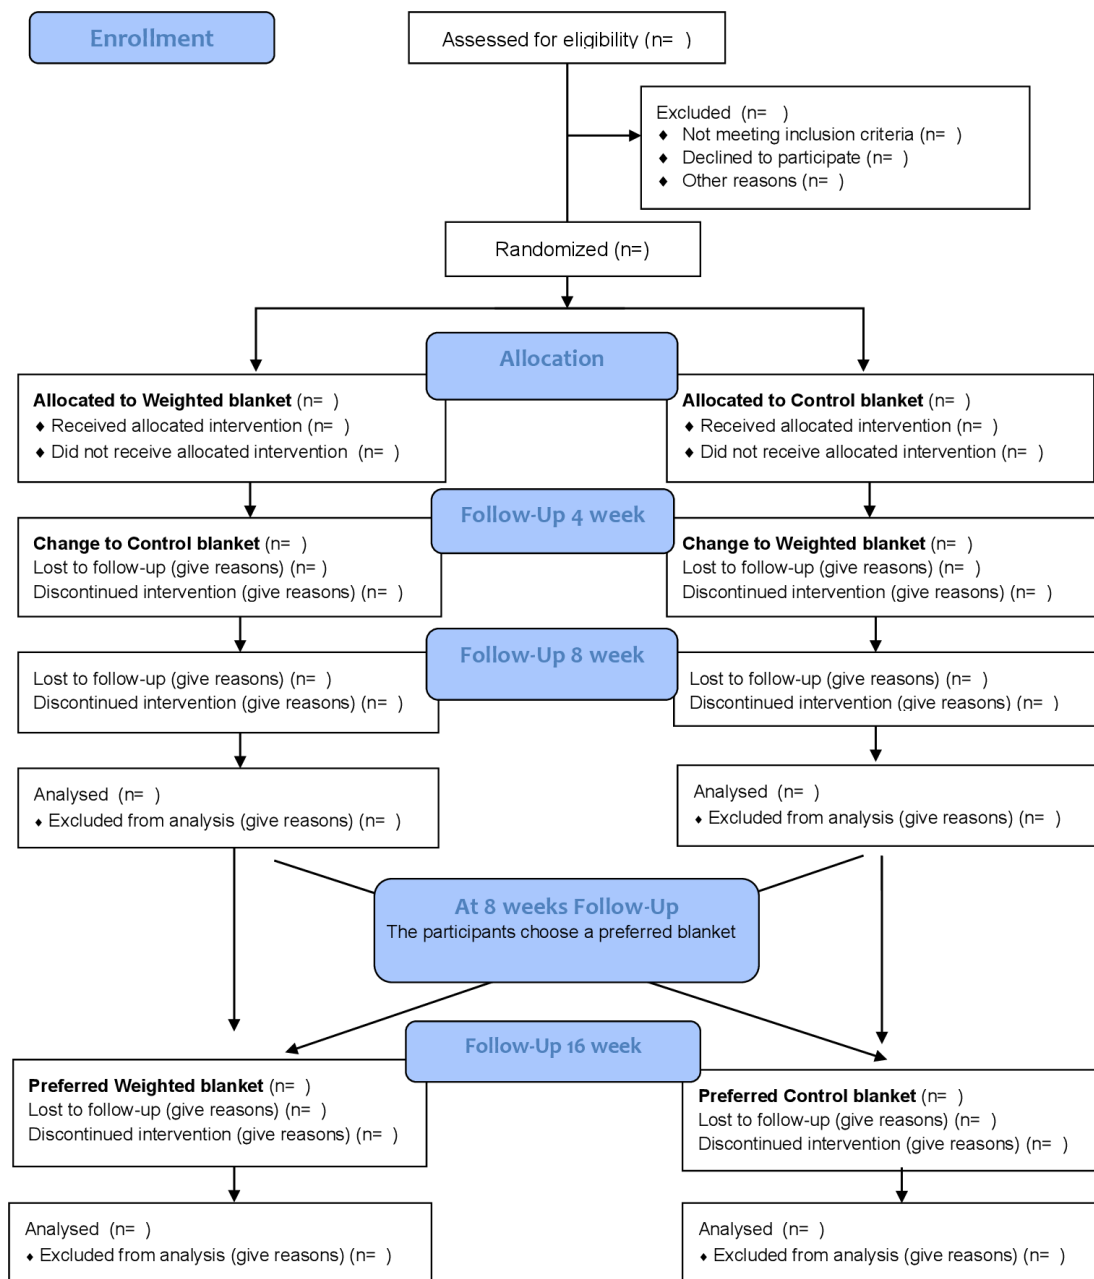 Enrollment
Assessed for eligibility (n=  )
Excluded  (n=   )
♦ Not meeting inclusion criteria (n=  )
♦ Declined to participate (n=  )
♦ Other reasons (n=  )
Randomized (n=)
Allocation
Allocated to Weighted blanket (n=  )
♦ Received allocated intervention (n=  )
♦ Did not receive allocated intervention  (n=  )
Allocated to Control blanket (n=  )
♦ Received allocated intervention (n=  )
♦ Did not receive allocated intervention (n=  )
Follow-Up 4 week
Change to Control blanket (n=  )
Lost to follow-up (give reasons) (n= )
Discontinued intervention (give reasons) (n=  )
Change to Weighted blanket (n=  )
Lost to follow-up (give reasons) (n=  )
Discontinued intervention (give reasons) (n=  )
Follow-Up 8 week
Lost to follow-up (give reasons) (n=  )
Discontinued intervention (give reasons) (n=  )
Lost to follow-up (give reasons) (n=  )
Discontinued intervention (give reasons) (n=  )
Analysed  (n=  )
♦ Excluded from analysis (give reasons) (n=  )
Analysed  (n=  )
♦ Excluded from analysis (give reasons) (n=  )
At 8 weeks Follow-Up
The participants choose a preferred blanket
Follow-Up 16 week
Preferred Weighted blanket (n=  )
Lost to follow-up (give reasons) (n=  )
Discontinued intervention (give reasons) (n=  )
Preferred Control blanket (n=  )
Lost to follow-up (give reasons) (n=  )
Discontinued intervention (give reasons) (n=  )
Analysed  (n=  )
♦ Excluded from analysis (give reasons) (n=  )
Analysed  (n=  )
♦ Excluded from analysis (give reasons) (n=  )